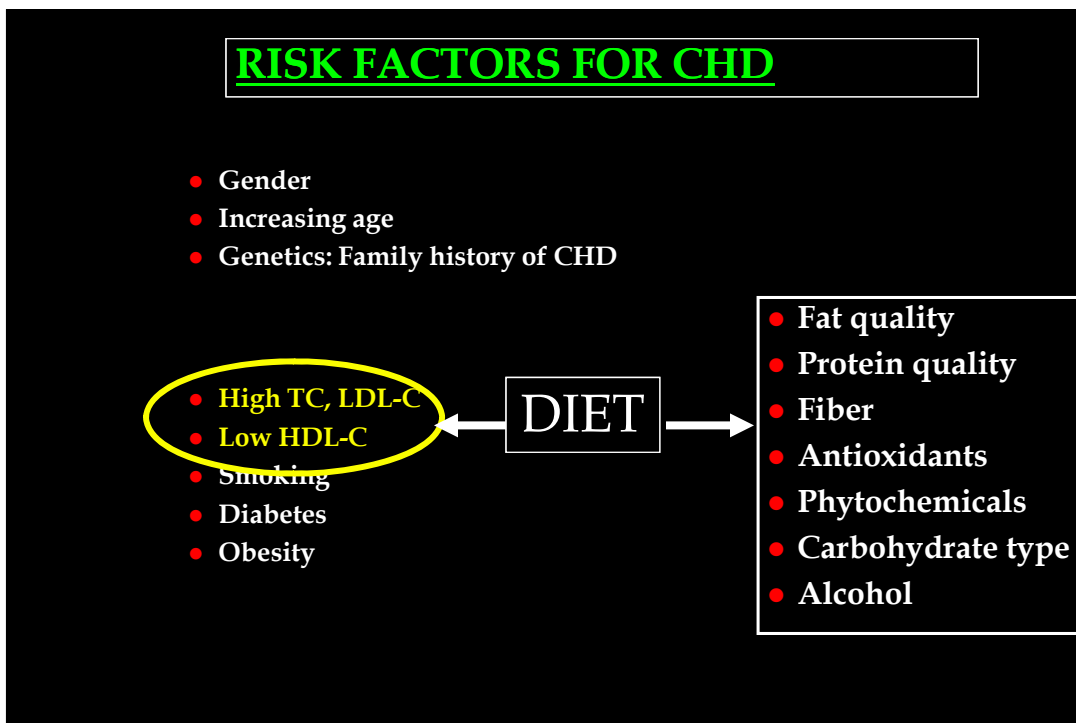 RISK FACTORS FOR CHD
Gender
Increasing age
Genetics: Family history of CHD
High TC, LDL-C
Low HDL-C
Smoking
Diabetes
Obesity
DIET
Fat quality
Protein quality
Fiber
Antioxidants
Phytochemicals
Carbohydrate type
Alcohol